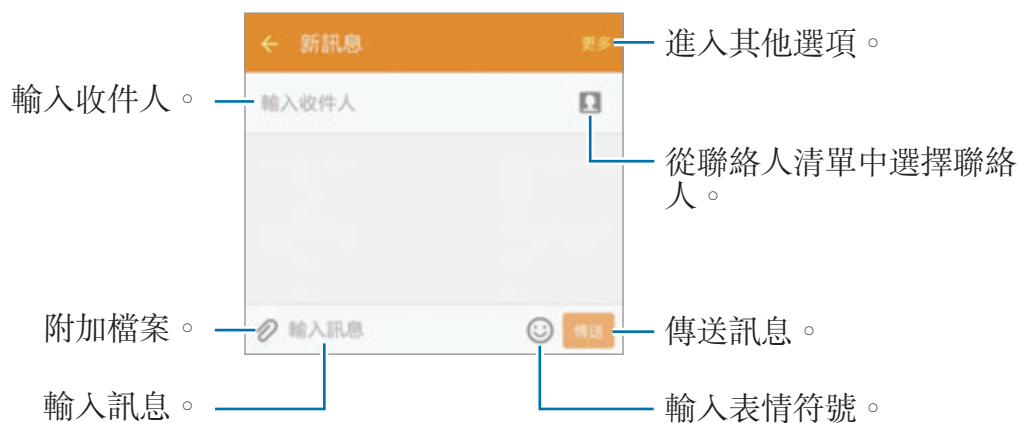 新訊息
更多
進入其他選項。
輸入收件人。
輸入收件人
從聯絡人清單中選擇聯絡
人。
附加檔案。
輸入訊息
傳送
傳送訊息。
輸入訊息。
輸入表情符號。